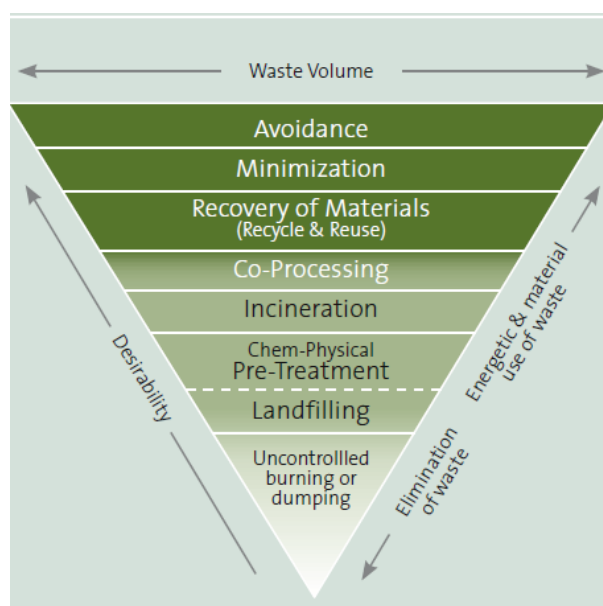 Waste Volume
Avoidance
Minimization
Recovery of Materials
(Recycle & Reuse)
Co-Processing
Incineration
Chem-Physical
Pre-Treatment
Landfilling
Uncontrollled
burning or
dumping
Desirability
Energetic & material
use of waste
Elimination
of waste